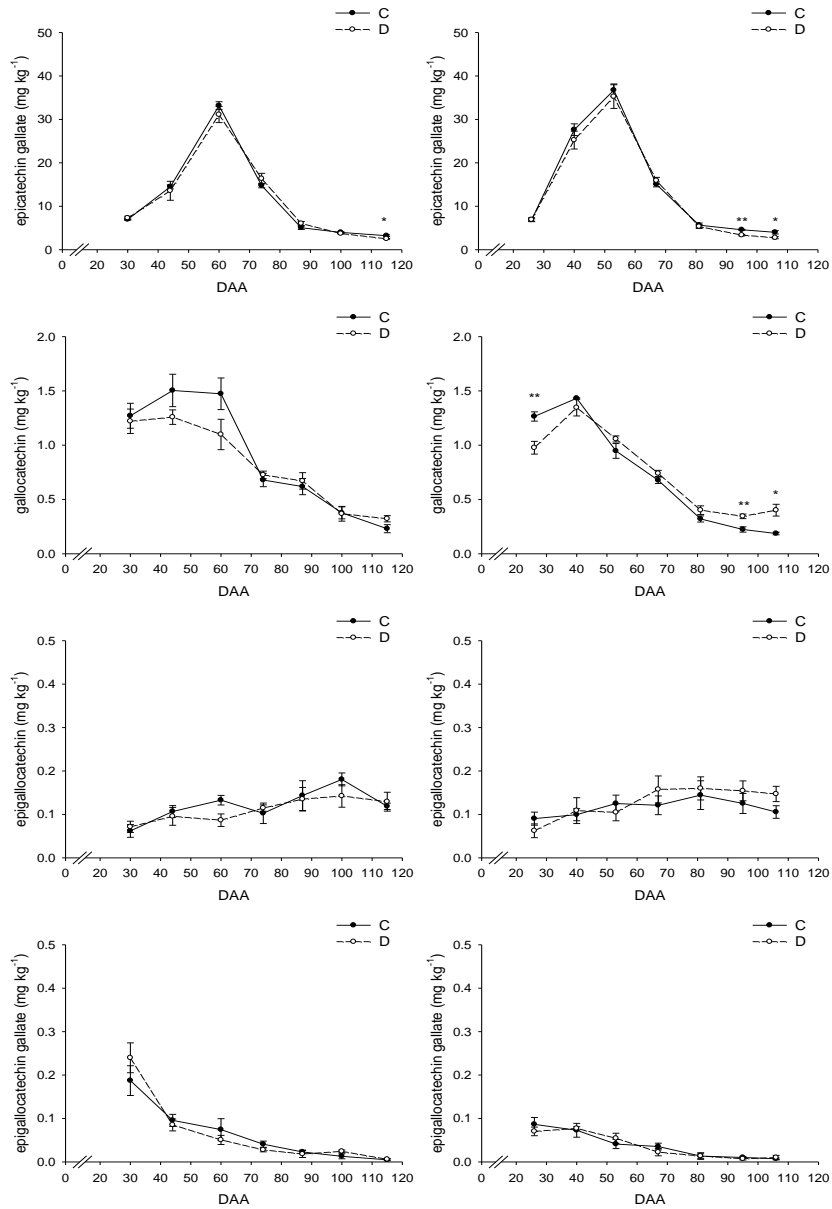 C
D
epicatechin gallate (mg kg-1)
50
40
30
20
10
0
0 20 30 40 50 60 70 80 90 100 110 120
DAA
*
C
D
epicatechin gallate (mg kg-1)
50
40
30
20
10
0
0 20 30 40 50 60 70 80 90 100 110 120
DAA
** *
C
D
gallocatechin (mg kg-1)
2.0
1.5
1.0
0.5
0.0
0 20 30 40 50 60 70 80 90 100 110 120
DAA
C
D
gallocatechin (mg kg-1)
2.0
1.5
1.0
0.5
0.0
0 20 30 40 50 60 70 80 90 100 110 120
DAA
** ** *
C
D
epigallocatechin (mg kg-1)
0.5
0.4
0.3
0.2
0.1
0.0
0 20 30 40 50 60 70 80 90 100 110 120
DAA
C
D
epigallocatechin (mg kg-1)
0.5
0.4
0.3
0.2
0.1
0.0
0 20 30 40 50 60 70 80 90 100 110 120
DAA
C
D
epigallocatechin gallate (mg kg-1)
0.5
0.4
0.3
0.2
0.1
0.0
0 20 30 40 50 60 70 80 90 100 110 120
DAA
C
D
epigallocatechin gallate (mg kg-1)
0.5
0.4
0.3
0.2
0.1
0.0
0 20 30 40 50 60 70 80 90 100 110 120
DAA